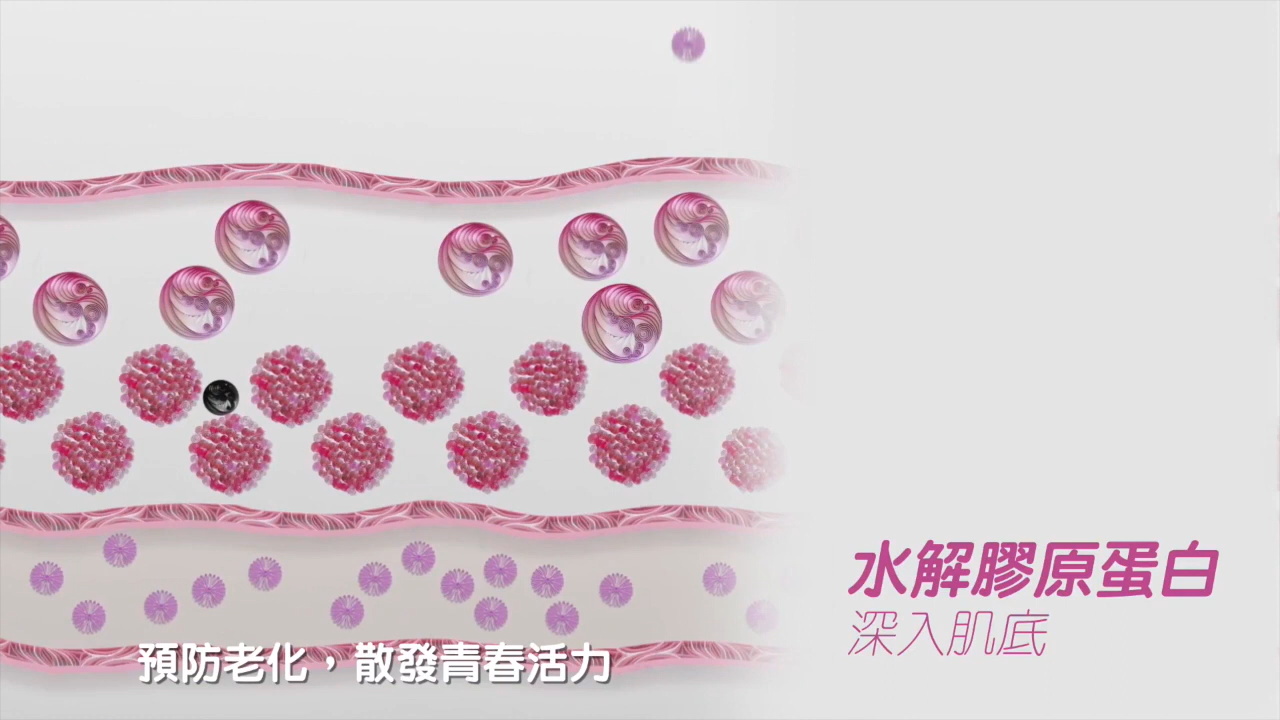 水解膠原蛋白
深入肌底
預防老化，散發青春活力